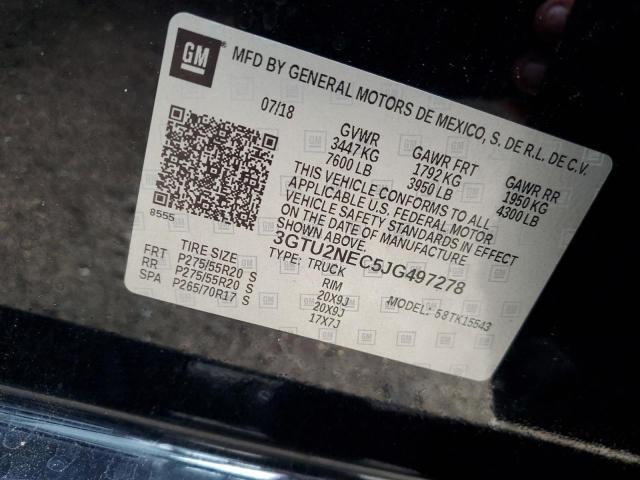 GM
MFD BY GENERAL MOTORS DE MEXICO, S. DE R.L. DE C.V.
07/18
GVWR GAWR FRT GAWR RR
3447 KG 1792 KG 1950 KG
7600 LB 3950 LB 4300 LB
THIS VEHICLE CONFORMS TO ALL
APPLICABLE U.S. FEDERAL MOTOR
VEHICLE SAFETY STANDARDS IN EFFECT
ON THE DATE OF MANUFACTURE
SHOWN ABOVE.
8555
3GTU2NEC5JG497278
TYPE: TRUCK MODEL: 58TK15543
TIRE SIZE RIM
FRT P275/55R20 S 20X9J
RR P275/55R20 S 20X9J
SPA P265/70R17 S 17X7J